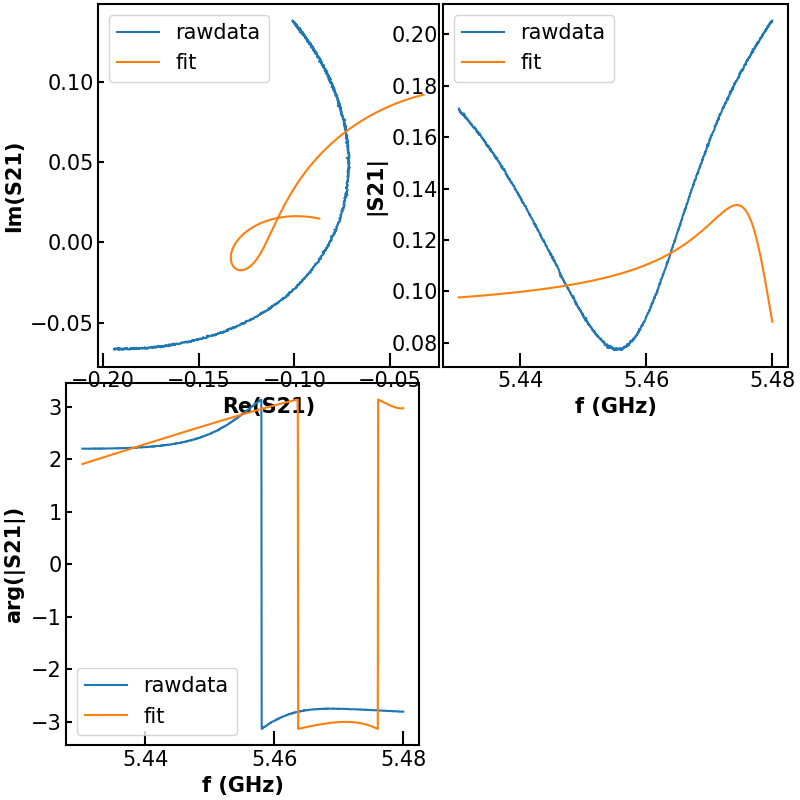 rawdata
fit
Im(S21)
0.10
0.05
0.00
−0.05
−0.20
−0.15
−0.10
−0.05
Re(S21)
rawdata
fit
|S21|
0.20
0.18
0.16
0.14
0.12
0.10
0.08
5.44
5.46
5.48
f (GHz)
arg(|S21|)
3
2
1
0
−1
−2
−3
rawdata
fit
5.44
5.46
5.48
f (GHz)